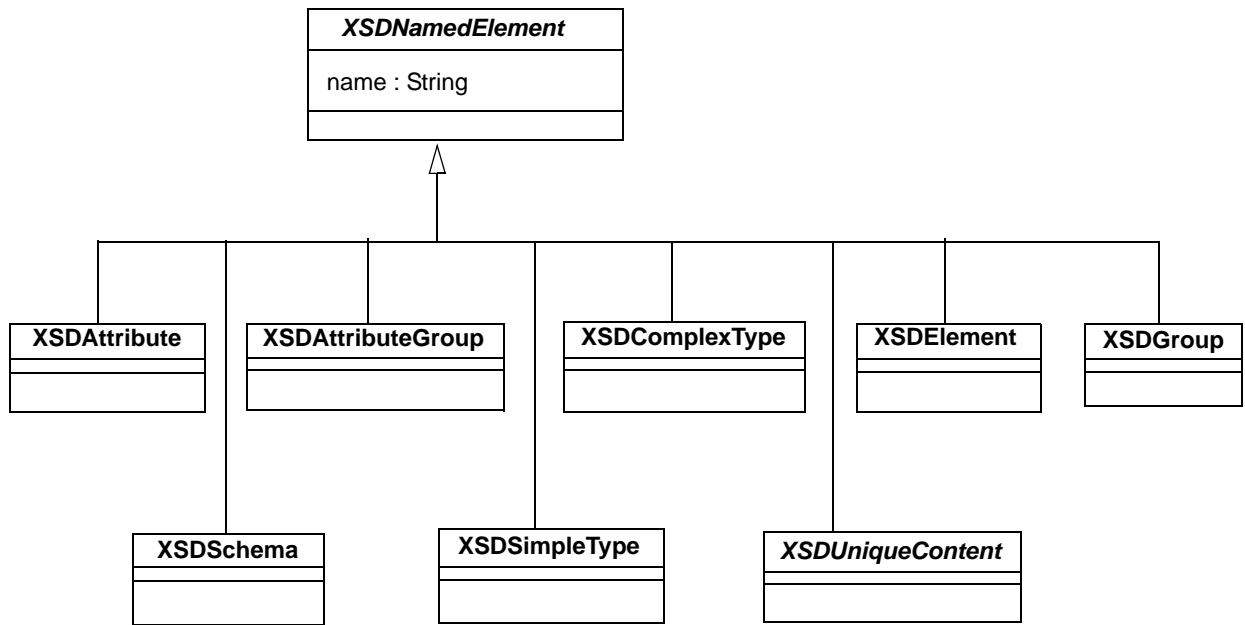 XSDNamedElement
name : String
XSDAttribute
XSDAttributeGroup
XSDComplexType
XSDElement
XSDGroup
XSDSchema
XSDSimpleType
XSDUniqueContent